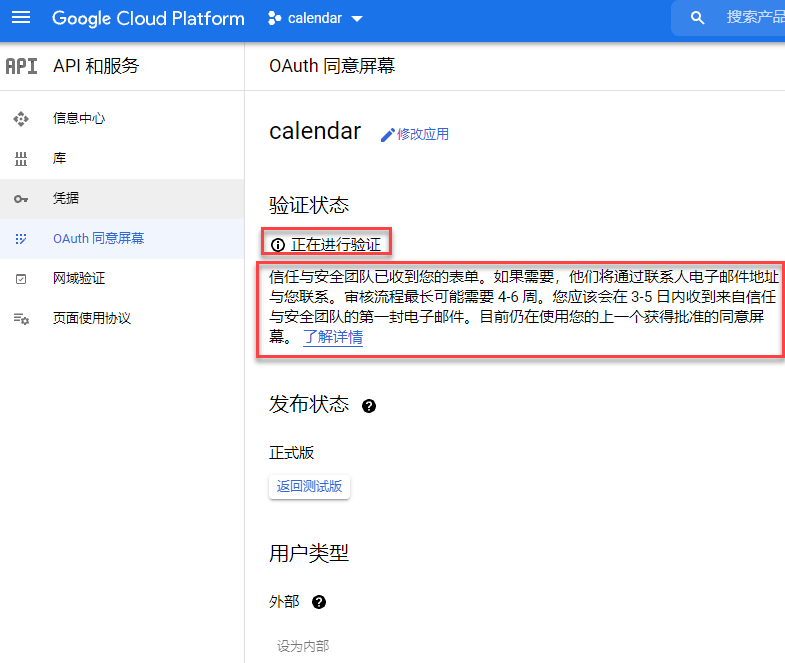 Google Cloud Platform
calendar
搜索产品
API
API 和服务
OAuth 同意屏幕
信息中心
库
凭据
OAuth 同意屏幕
网域验证
页面使用协议
calendar
修改应用
验证状态
正在进行验证
信任与安全团队已收到您的表单。如果需要，他们将通过联系人电子邮件地址
与您联系。审核流程最长可能需要 4-6 周。您应该会在 3-5 日内收到来自信任
与安全团队的第一封电子邮件。目前仍在使用您的上一个获得批准的同意屏
幕。 了解详情
发布状态
正式版
返回测试版
用户类型
外部
设为内部